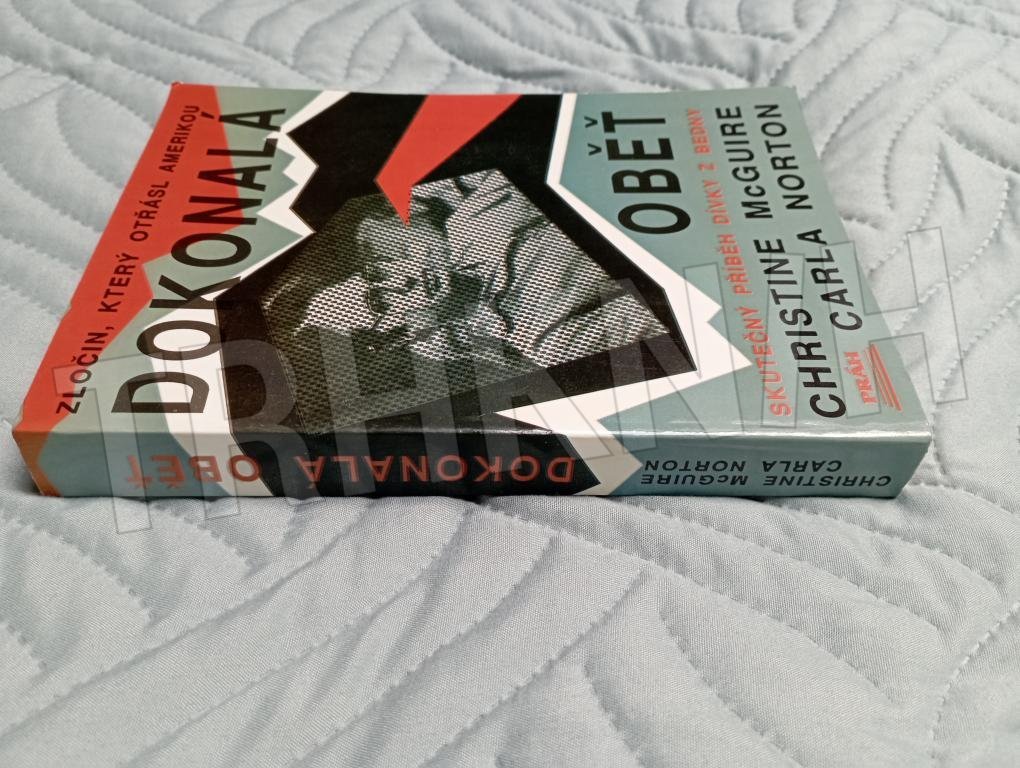 ZLOČIN, KTERÝ OTŘÁSL AMERIKOU
DOKONALÁ
OBĚŤ
SKUTEČNÝ PŘÍBĚH DÍVKY Z BEDNY
CHRISTINE McGUIRE
CARLA NORTON
PRÁH
CHRISTINE McGUIRE
CARLA NORTON
DOKONALÁ OBĚŤ